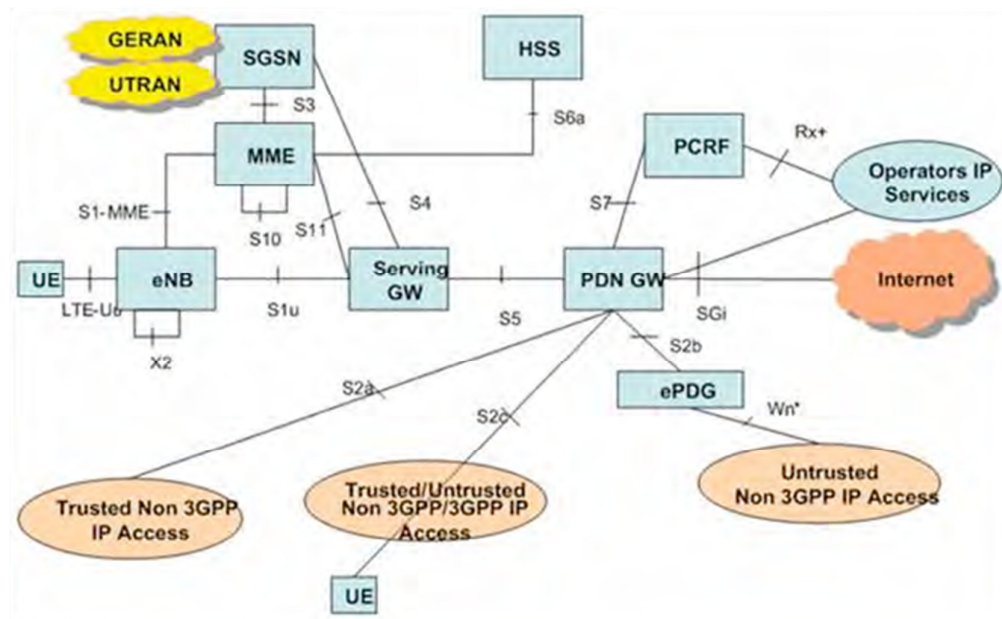 GERAN
UTRAN
SGSN
HSS
S3
S6a
MME
PCRF
Rx+
Operators IP
Services
S1-MME
S10
S11
S4
S7
UE
eNB
Serving
GW
PDN GW
Internet
LTE-Uu
S1u
S5
SGi
X2
S2b
S2a
ePDG
S2c
Wn*
Trusted Non 3GPP
IP Access
Trusted/Untrusted
Non 3GPP/3GPP IP
Access
Untrusted
Non 3GPP IP Access
UE